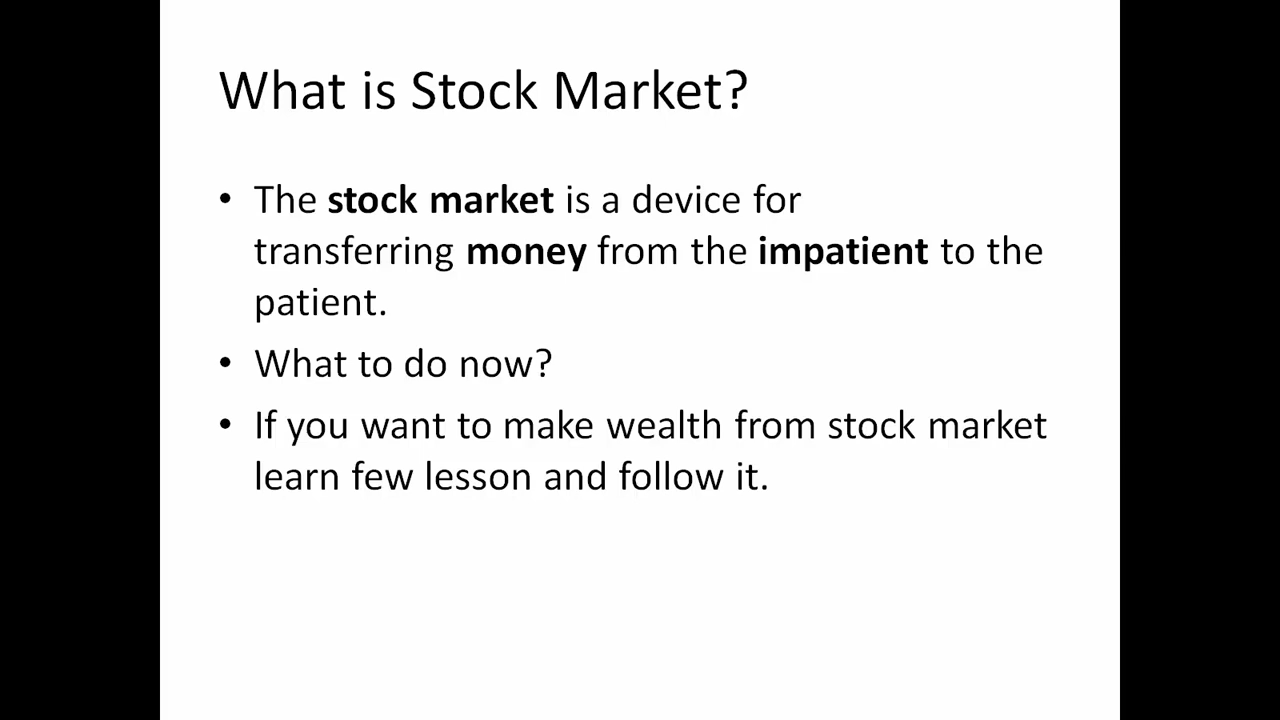 What is Stock Market?
• The stock market is a device for
transferring money from the impatient to the
patient.
• What to do now?
• If you want to make wealth from stock market
learn few lesson and follow it.